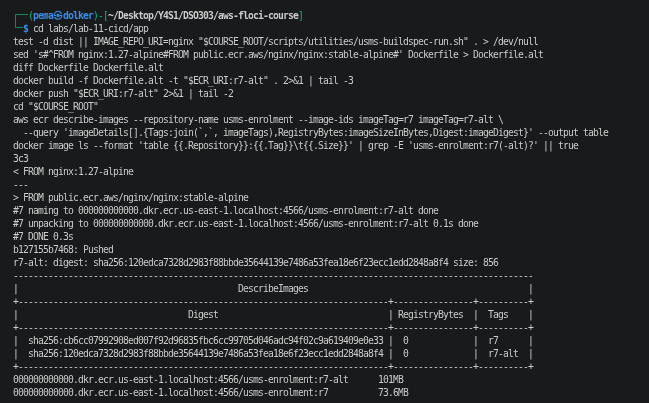 ┌──(pema㉿dolker)-[~/Desktop/Y4S1/DSO303/aws-floci-course]
└─$ cd labs/lab-11-cicd/app
test -d dist || IMAGE_REPO_URI=nginx "$COURSE_ROOT/scripts/utilities/usms-buildspec-run.sh" . > /dev/null
sed 's#^FROM nginx:1.27-alpine#FROM public.ecr.aws/nginx/nginx:stable-alpine#' Dockerfile > Dockerfile.alt
diff Dockerfile Dockerfile.alt
docker build -f Dockerfile.alt -t "$ECR_URI:r7-alt" . 2>&1 | tail -3
docker push "$ECR_URI:r7-alt" 2>&1 | tail -2
cd "$COURSE_ROOT"
aws ecr describe-images --repository-name usms-enrolment --image-ids imageTag=r7 imageTag=r7-alt \
  --query 'imageDetails[].{Tags:join(`,`, imageTags),RegistryBytes:imageSizeInBytes,Digest:imageDigest}' --output table
docker image ls --format 'table {{.Repository}}:{{.Tag}}\t{{.Size}}' | grep -E 'usms-enrolment:r7(-alt)?' || true
3c3
< FROM nginx:1.27-alpine
---
> FROM public.ecr.aws/nginx/nginx:stable-alpine
#7 naming to 000000000000.dkr.ecr.us-east-1.localhost:4566/usms-enrolment:r7-alt done
#7 unpacking to 000000000000.dkr.ecr.us-east-1.localhost:4566/usms-enrolment:r7-alt 0.1s done
#7 DONE 0.3s
b127155b7468: Pushed
r7-alt: digest: sha256:120edca7328d2983f88bbde35644139e7486a53fea18e6f23ecc1edd2848a8f4 size: 856
--------------------------------------------------------------------------------------------------------
|                                            DescribeImages                                            |
+--------------------------------------------------------------------------+----------------+----------+
|                                  Digest                                  | RegistryBytes  |  Tags    |
+--------------------------------------------------------------------------+----------------+----------+
|  sha256:cb6cc07992908ed007f92d96835fbc6cc99705d046adc94f02c9a619409e0e33 |  0             |  r7      |
|  sha256:120edca7328d2983f88bbde35644139e7486a53fea18e6f23ecc1edd2848a8f4 |  0             |  r7-alt  |
+--------------------------------------------------------------------------+----------------+----------+
000000000000.dkr.ecr.us-east-1.localhost:4566/usms-enrolment:r7-alt      101MB
000000000000.dkr.ecr.us-east-1.localhost:4566/usms-enrolment:r7          73.6MB